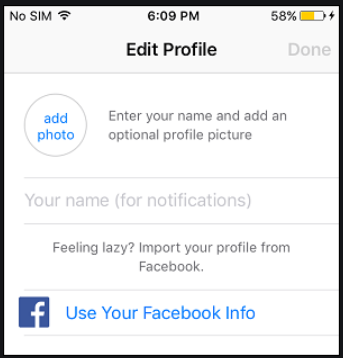 No SIM 6:09 PM 58%
Edit Profile Done
add
photo
Enter your name and add an
optional profile picture
Your name (for notifications)
Feeling lazy? Import your profile from
Facebook.
f Use Your Facebook Info